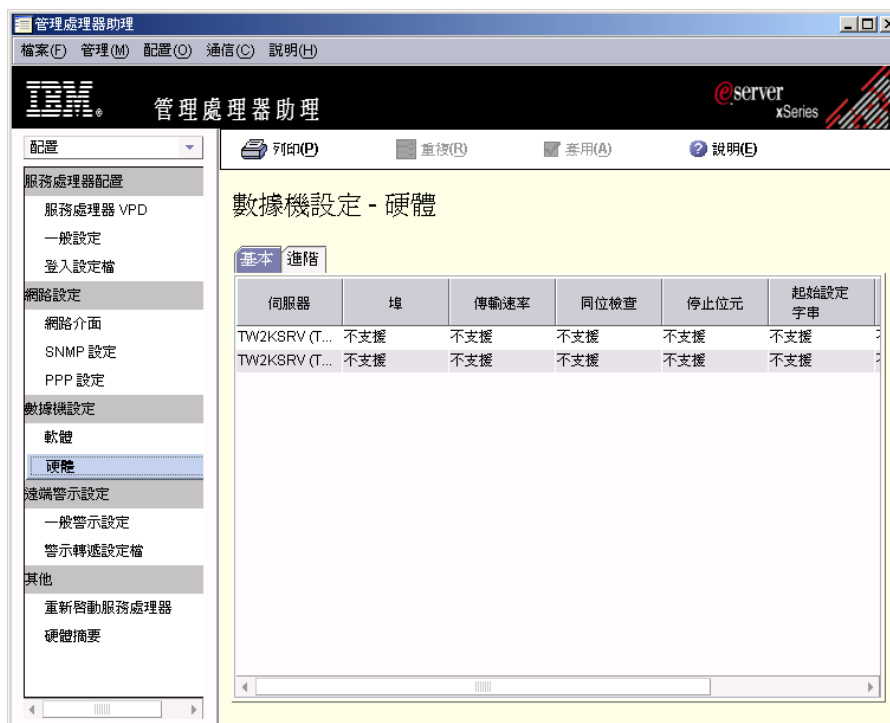 管理處理器助理
檔案(F) 管理(M) 配置(O) 通信(C) 說明(H)
IBM® 管理處理器助理
eserver
xSeries
配置
列印(P) 重複(R) 套用(A) 說明(E)
服務處理器配置
服務處理器 VPD
一般設定
登入設定檔
網路設定
網路介面
SNMP 設定
PPP 設定
數據機設定
軟體
硬體
遠端警示設定
一般警示設定
警示轉遞設定檔
其他
重新啓動服務處理器
硬體摘要
數據機設定 - 硬體
基本 進階
伺服器 埠 傳輸速率 同位檢查 停止位元 起始設定
字串
TW2KSRV (T... 不支援 不支援 不支援 不支援 不支援
TW2KSRV (T... 不支援 不支援 不支援 不支援 不支援